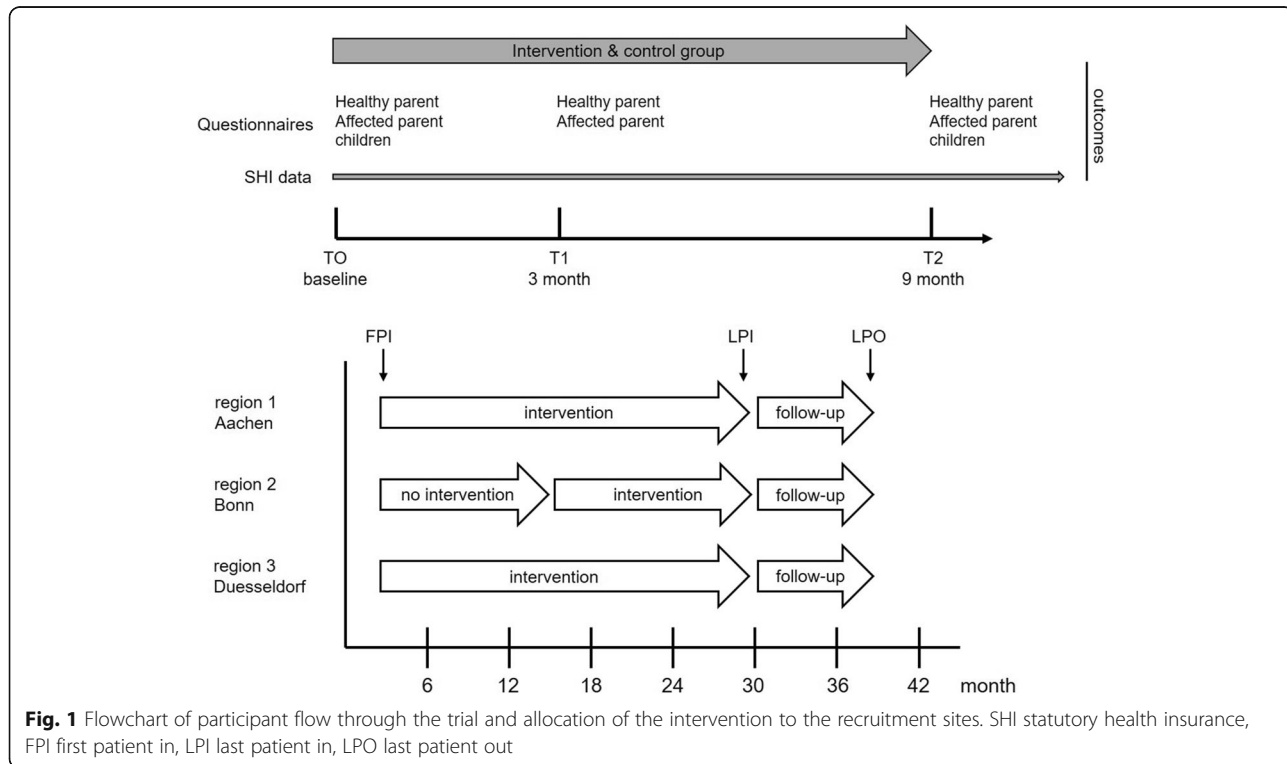 Intervention & control group
Questionnaires
Healthy parent
Affected parent
children
Healthy parent
Affected parent
Healthy parent
Affected parent
children
outcomes
SHI data
TO
baseline
T1
3 month
T2
9 month
FPI
LPI
LPO
region 1
Aachen
intervention
follow-up
region 2
Bonn
no intervention
intervention
follow-up
region 3
Duesseldorf
intervention
follow-up
6 12 18 24 30 36 42 month
Fig. 1 Flowchart of participant flow through the trial and allocation of the intervention to the recruitment sites. SHI statutory health insurance,
FPI first patient in, LPI last patient in, LPO last patient out